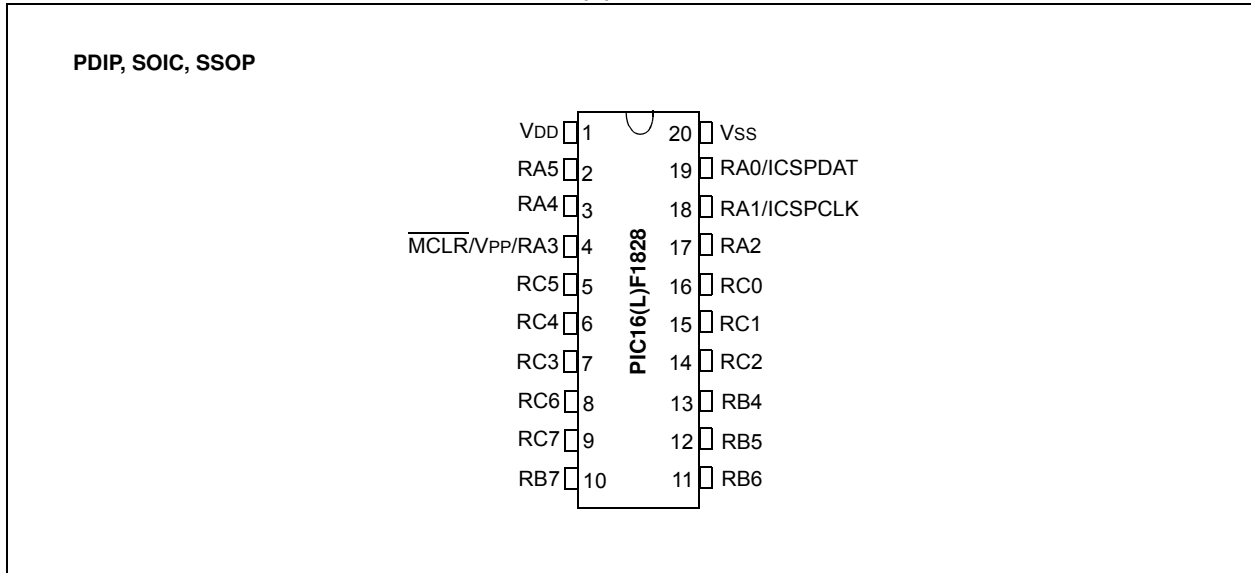 PDIP, SOIC, SSOP
VDD 1 20 VSS
RA5 2 19 RA0/ICSPDAT
RA4 3 18 RA1/ICSPCLK
MCLR/VPP/RA3 4 17 RA2
RC5 5 16 RC0
RC4 6 15 RC1
RC3 7 14 RC2
RC6 8 13 RB4
RC7 9 12 RB5
RB7 10 11 RB6
PIC16(L)F1828